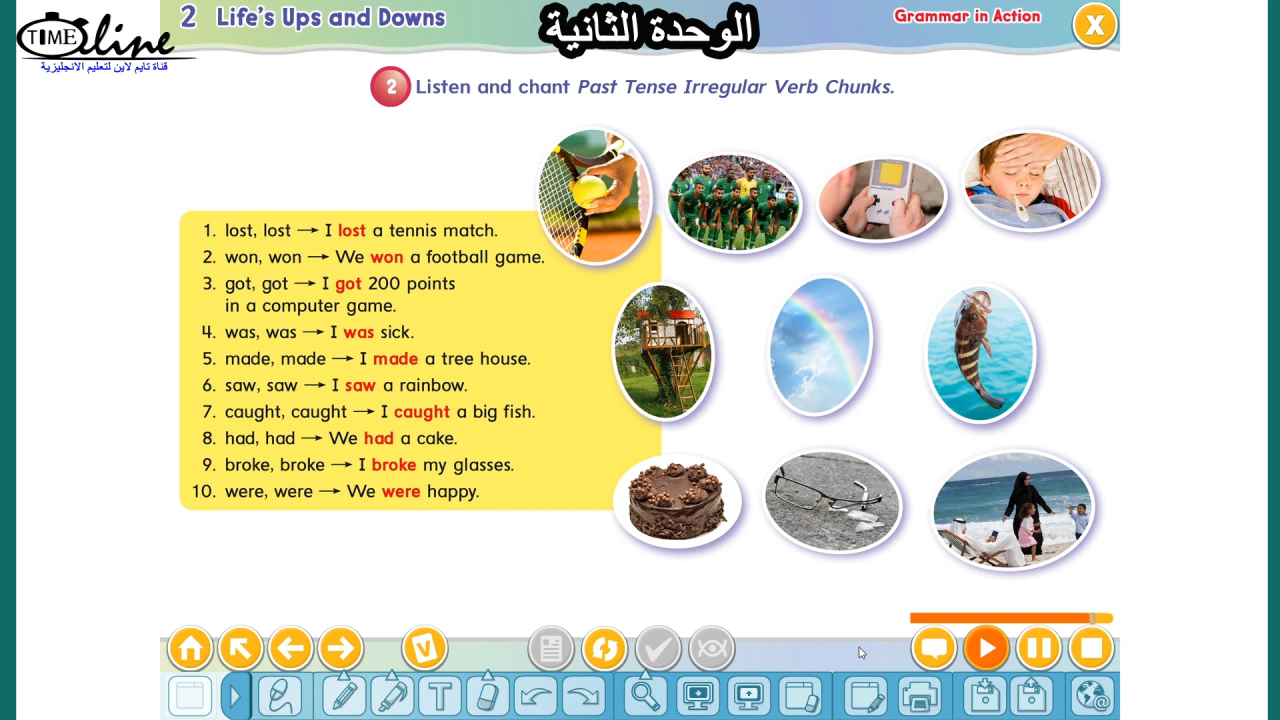 2 Life's Ups and Downs
الوحدة الثانية
Grammar in Action
X
TIME line
قناة تايم لاين لتعليم الانجليزية
2 Listen and chant Past Tense Irregular Verb Chunks.
1. lost, lost → I lost a tennis match.
2. won, won → We won a football game.
3. got, got → I got 200 points
in a computer game.
4. was, was → I was sick.
5. made, made → I made a tree house.
6. saw, saw → I saw a rainbow.
7. caught, caught → I caught a big fish.
8. had, had → We had a cake.
9. broke, broke → I broke my glasses.
10. were, were → We were happy.
V
T
@